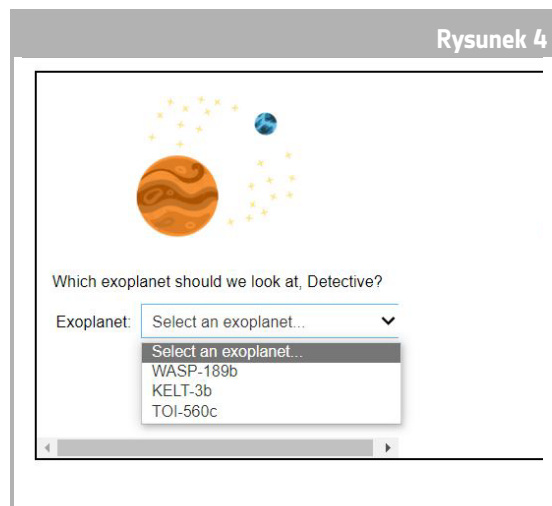 Rysunek 4
Which exoplanet should we look at, Detective?
Exoplanet: Select an exoplanet...
Select an exoplanet...
WASP-189b
KELT-3b
TOI-560c